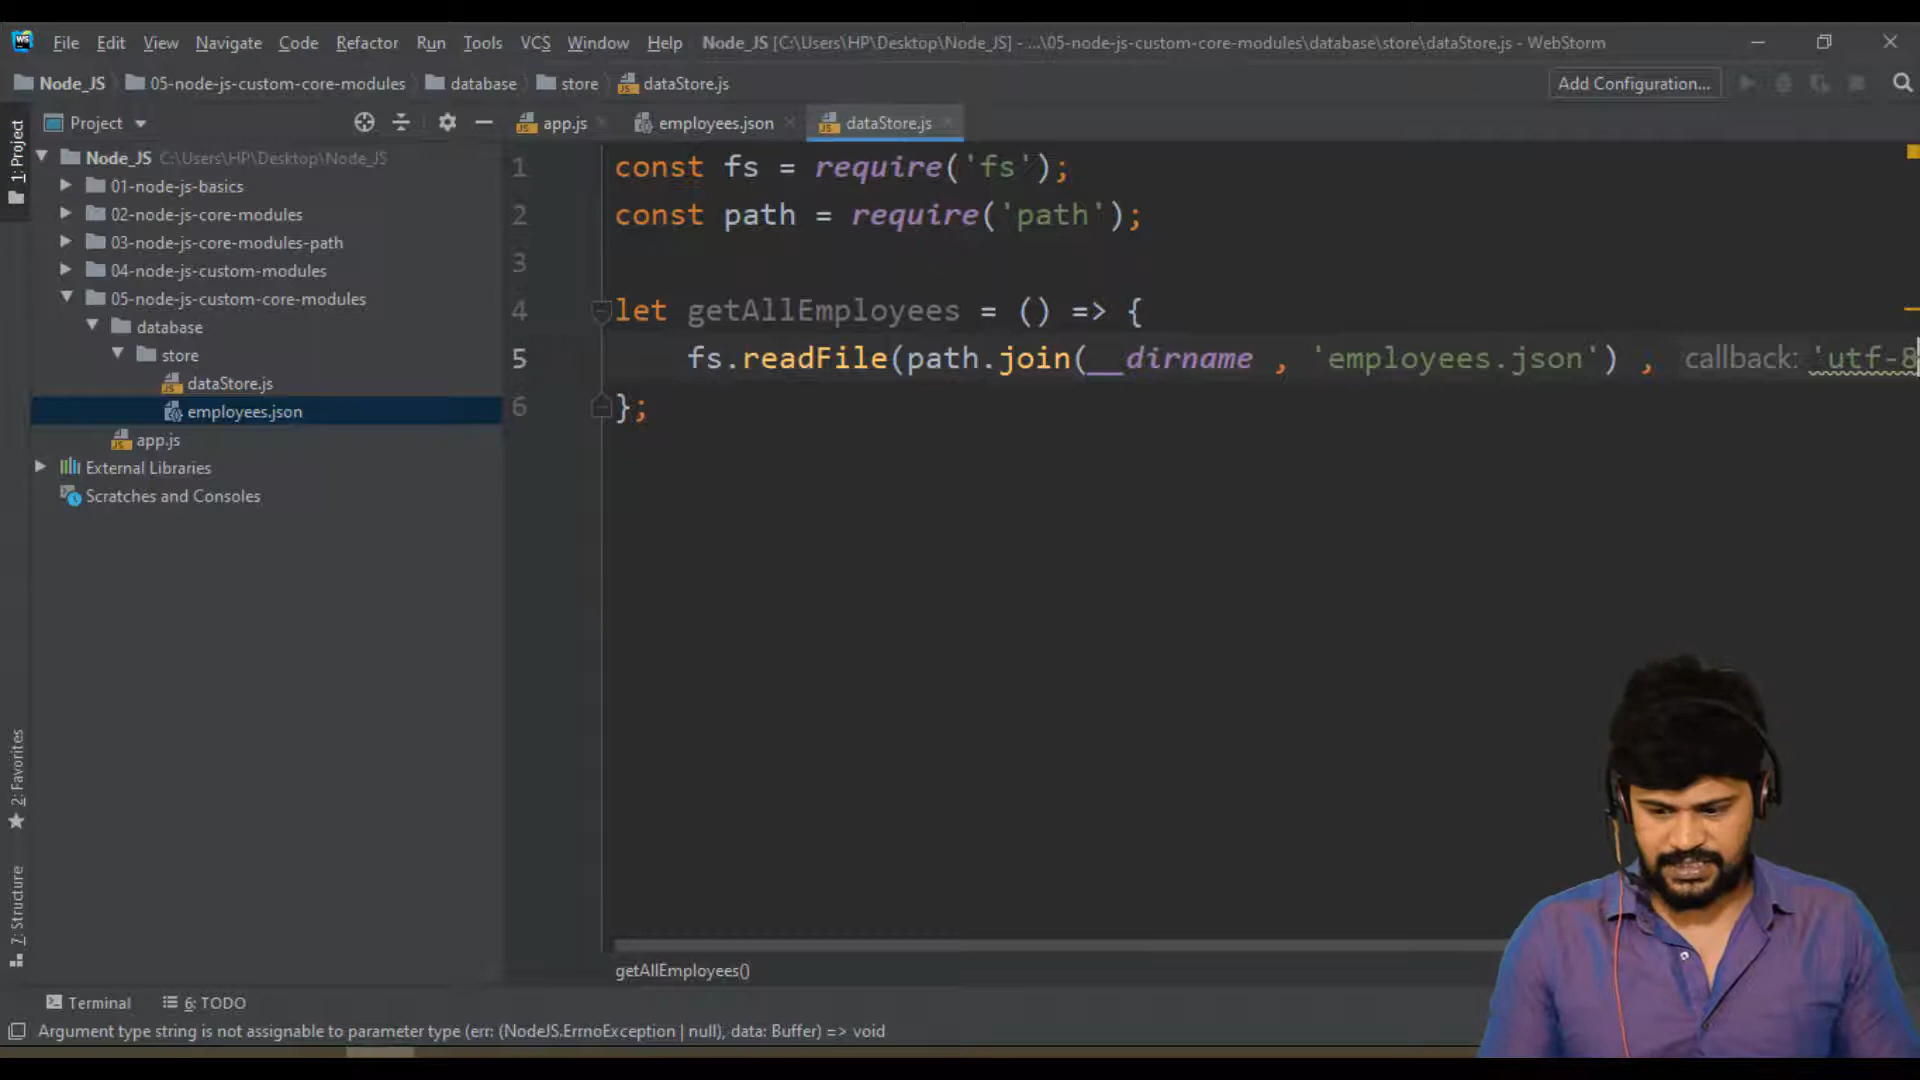 WS File Edit View Navigate Code Refactor Run Tools VCS Window Help Node_JS [C:\Users\HP\Desktop\Node_JS] - ...\05-node-js-custom-core-modules\database\store\dataStore.js - WebStorm
Node_JS 05-node-js-custom-core-modules database store dataStore.js Add Configuration...
1: Project
Project
app.js employees.json dataStore.js
Node_JS C:\Users\HP\Desktop\Node_JS
01-node-js-basics
02-node-js-core-modules
03-node-js-core-modules-path
04-node-js-custom-modules
05-node-js-custom-core-modules
database
store
dataStore.js
employees.json
app.js
External Libraries
Scratches and Consoles
1 const fs = require('fs');
2 const path = require('path');
3
4 let getAllEmployees = () => {
5 fs.readFile(path.join(__dirname , 'employees.json') , callback: 'utf-8
6 };
2: Favorites
7: Structure
getAllEmployees()
Terminal 6: TODO
Argument type string is not assignable to parameter type (err: (NodeJS.ErrnoException | null), data: Buffer) => void